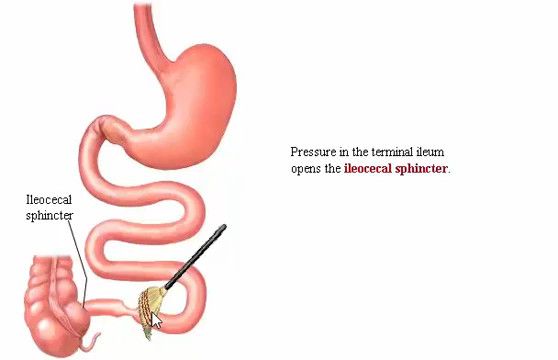 Pressure in the terminal ileum
opens the ileocecal sphincter.
Ileocecal
sphincter